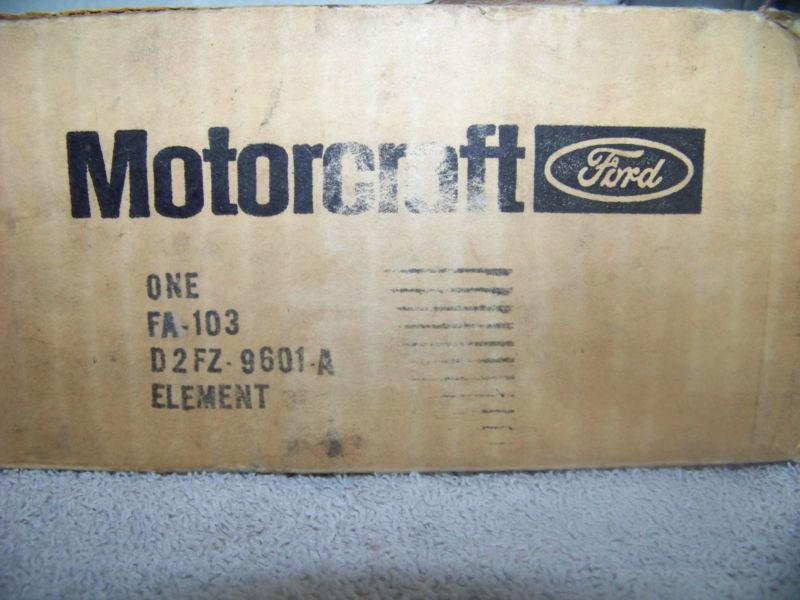 Motorcraft Ford
ONE
FA-103
D2FZ-9601-A
ELEMENT